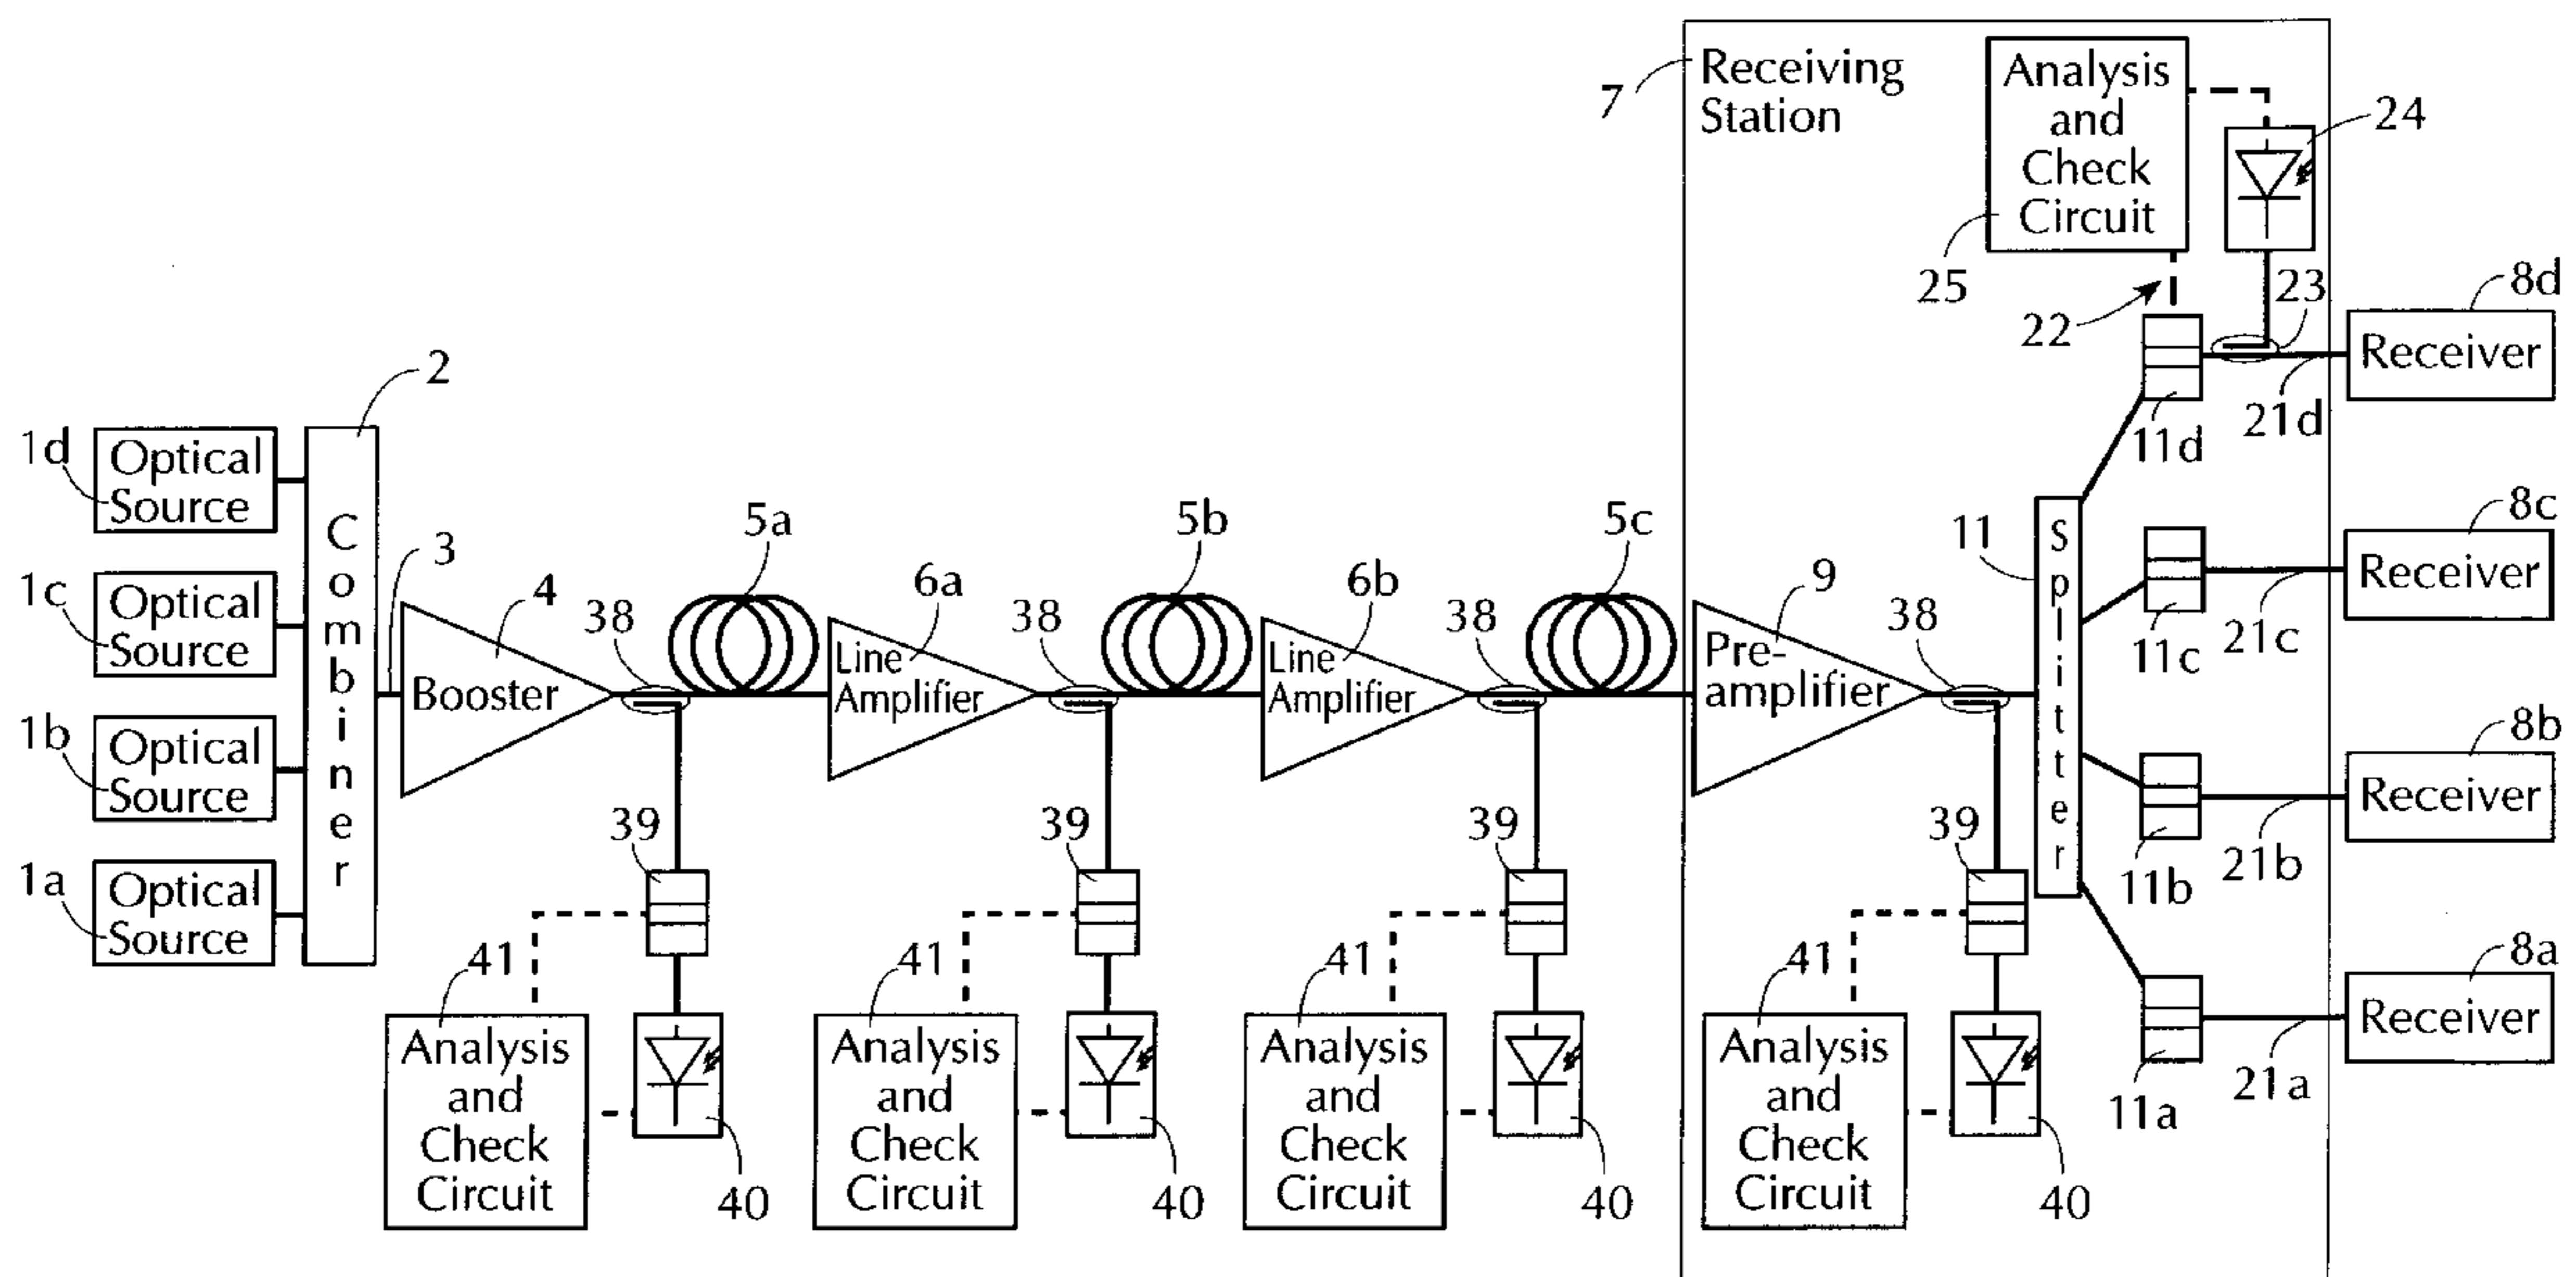 7
Receiving
Station
Analysis
and
Check
Circuit
25
24
22
23
8d
Receiver
11d
21d
2
1d
Optical
Source
1c
Optical
Source
1b
Optical
Source
1a
Optical
Source
Combiner
3
4
Booster
38
5a
6a
Line
Amplifier
38
5b
6b
Line
Amplifier
38
5c
9
Pre-
amplifier
38
11
Splitter
8c
Receiver
11c
21c
8b
Receiver
11b
21b
8a
Receiver
11a
21a
39
41
Analysis
and
Check
Circuit
40
39
41
Analysis
and
Check
Circuit
40
39
41
Analysis
and
Check
Circuit
40
39
41
Analysis
and
Check
Circuit
40